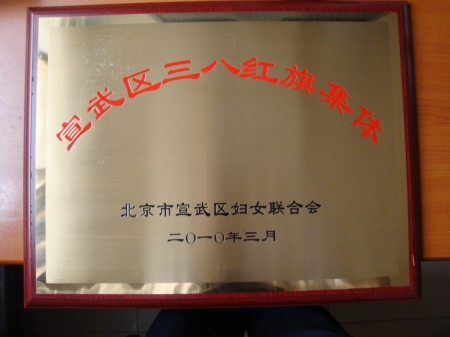 宣武区三八红旗集体
北京市宣武区妇女联合会
二〇一〇年三月